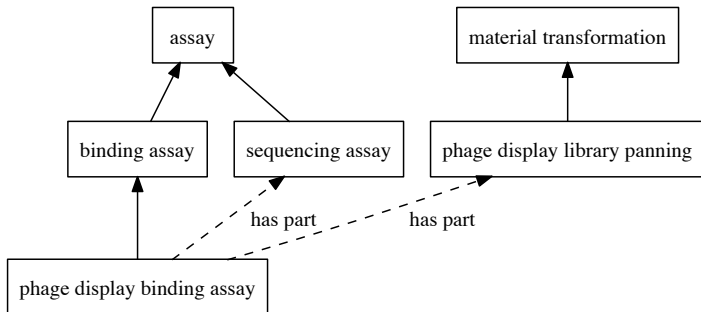 assay
material transformation
binding assay
sequencing assay
phage display library panning
has part
has part
phage display binding assay